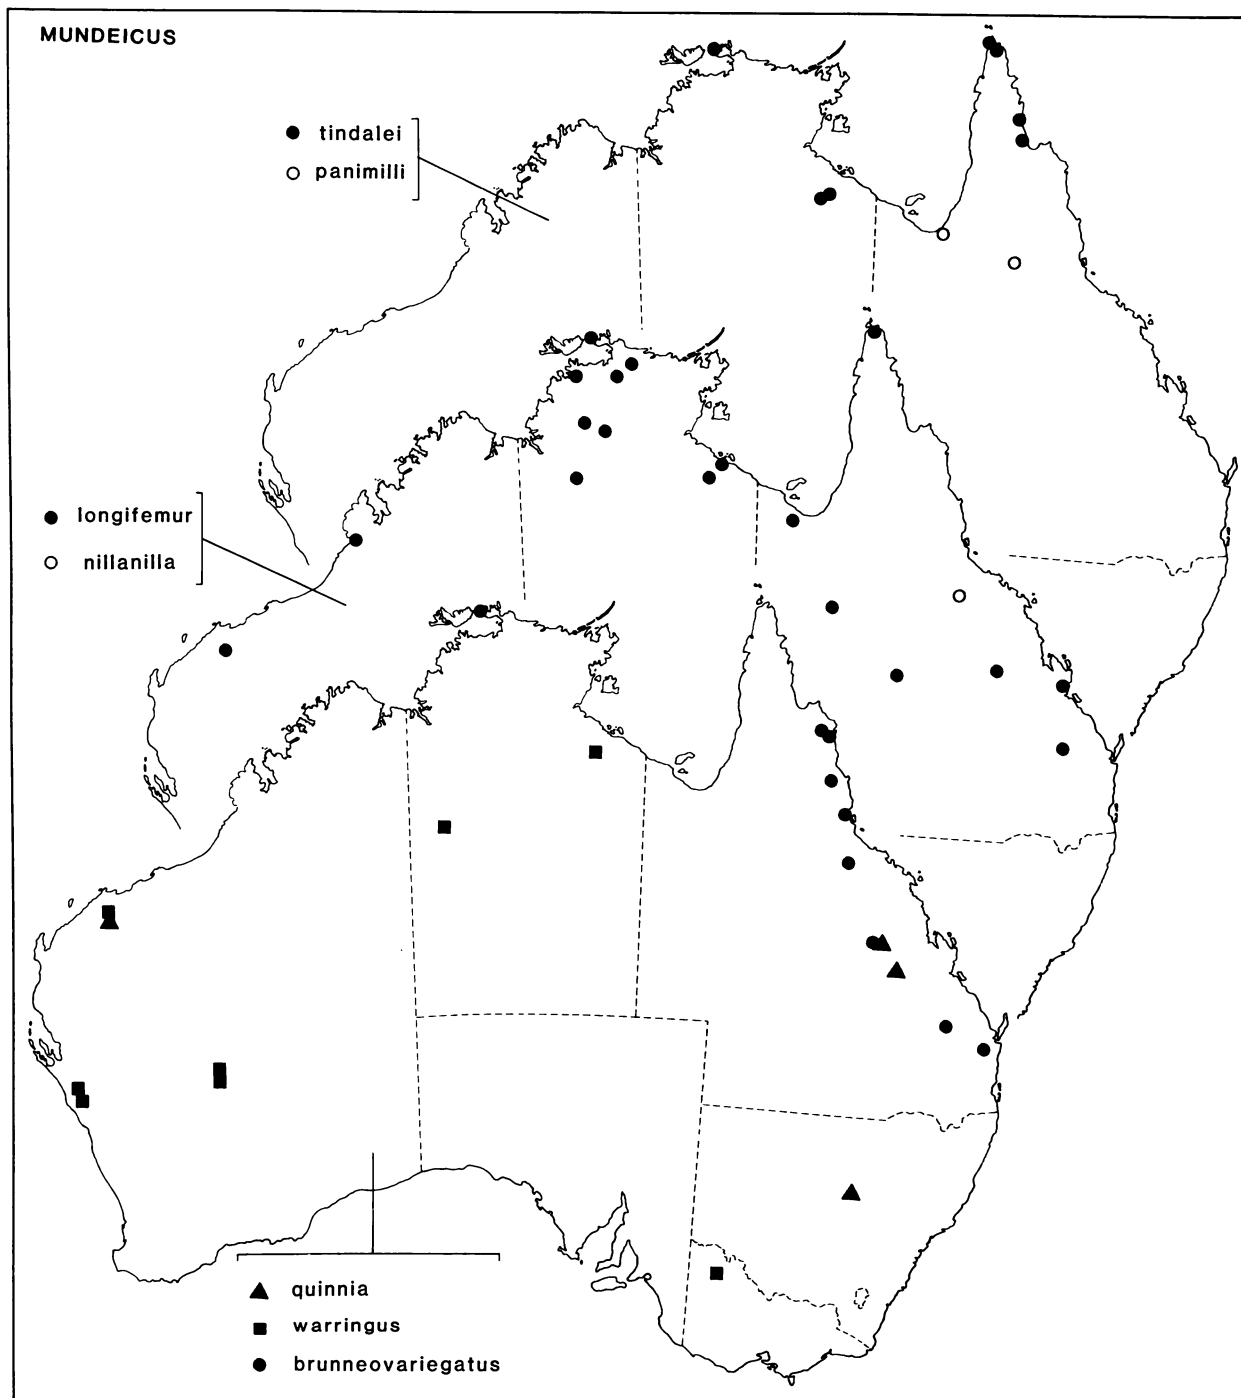 MUNDEICUS
tindalei
panimilli
longifemur
nillanilla
quinnia
warringus
brunneovariegatus